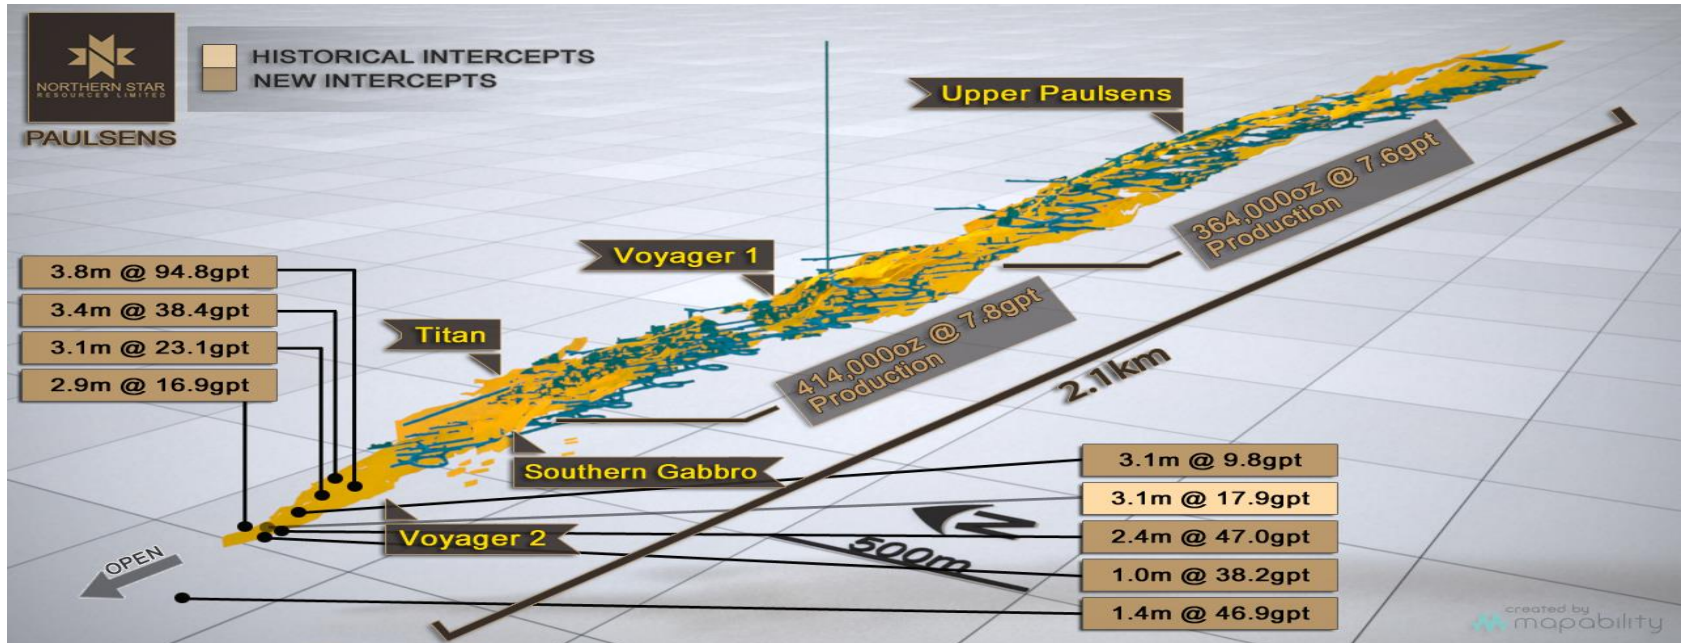 NORTHERN STAR
RESOURCES LIMITED
PAULSENS
HISTORICAL INTERCEPTS
NEW INTERCEPTS
Upper Paulsens
364,000oz @ 7.6gpt
Production
Voyager 1
414,000oz @ 7.8gpt
Production
2.1km
Titan
3.8m @ 94.8gpt
3.4m @ 38.4gpt
3.1m @ 23.1gpt
2.9m @ 16.9gpt
Southern Gabbro
Voyager 2
OPEN
N
500m
3.1m @ 9.8gpt
3.1m @ 17.9gpt
2.4m @ 47.0gpt
1.0m @ 38.2gpt
1.4m @ 46.9gpt
created by
mapability